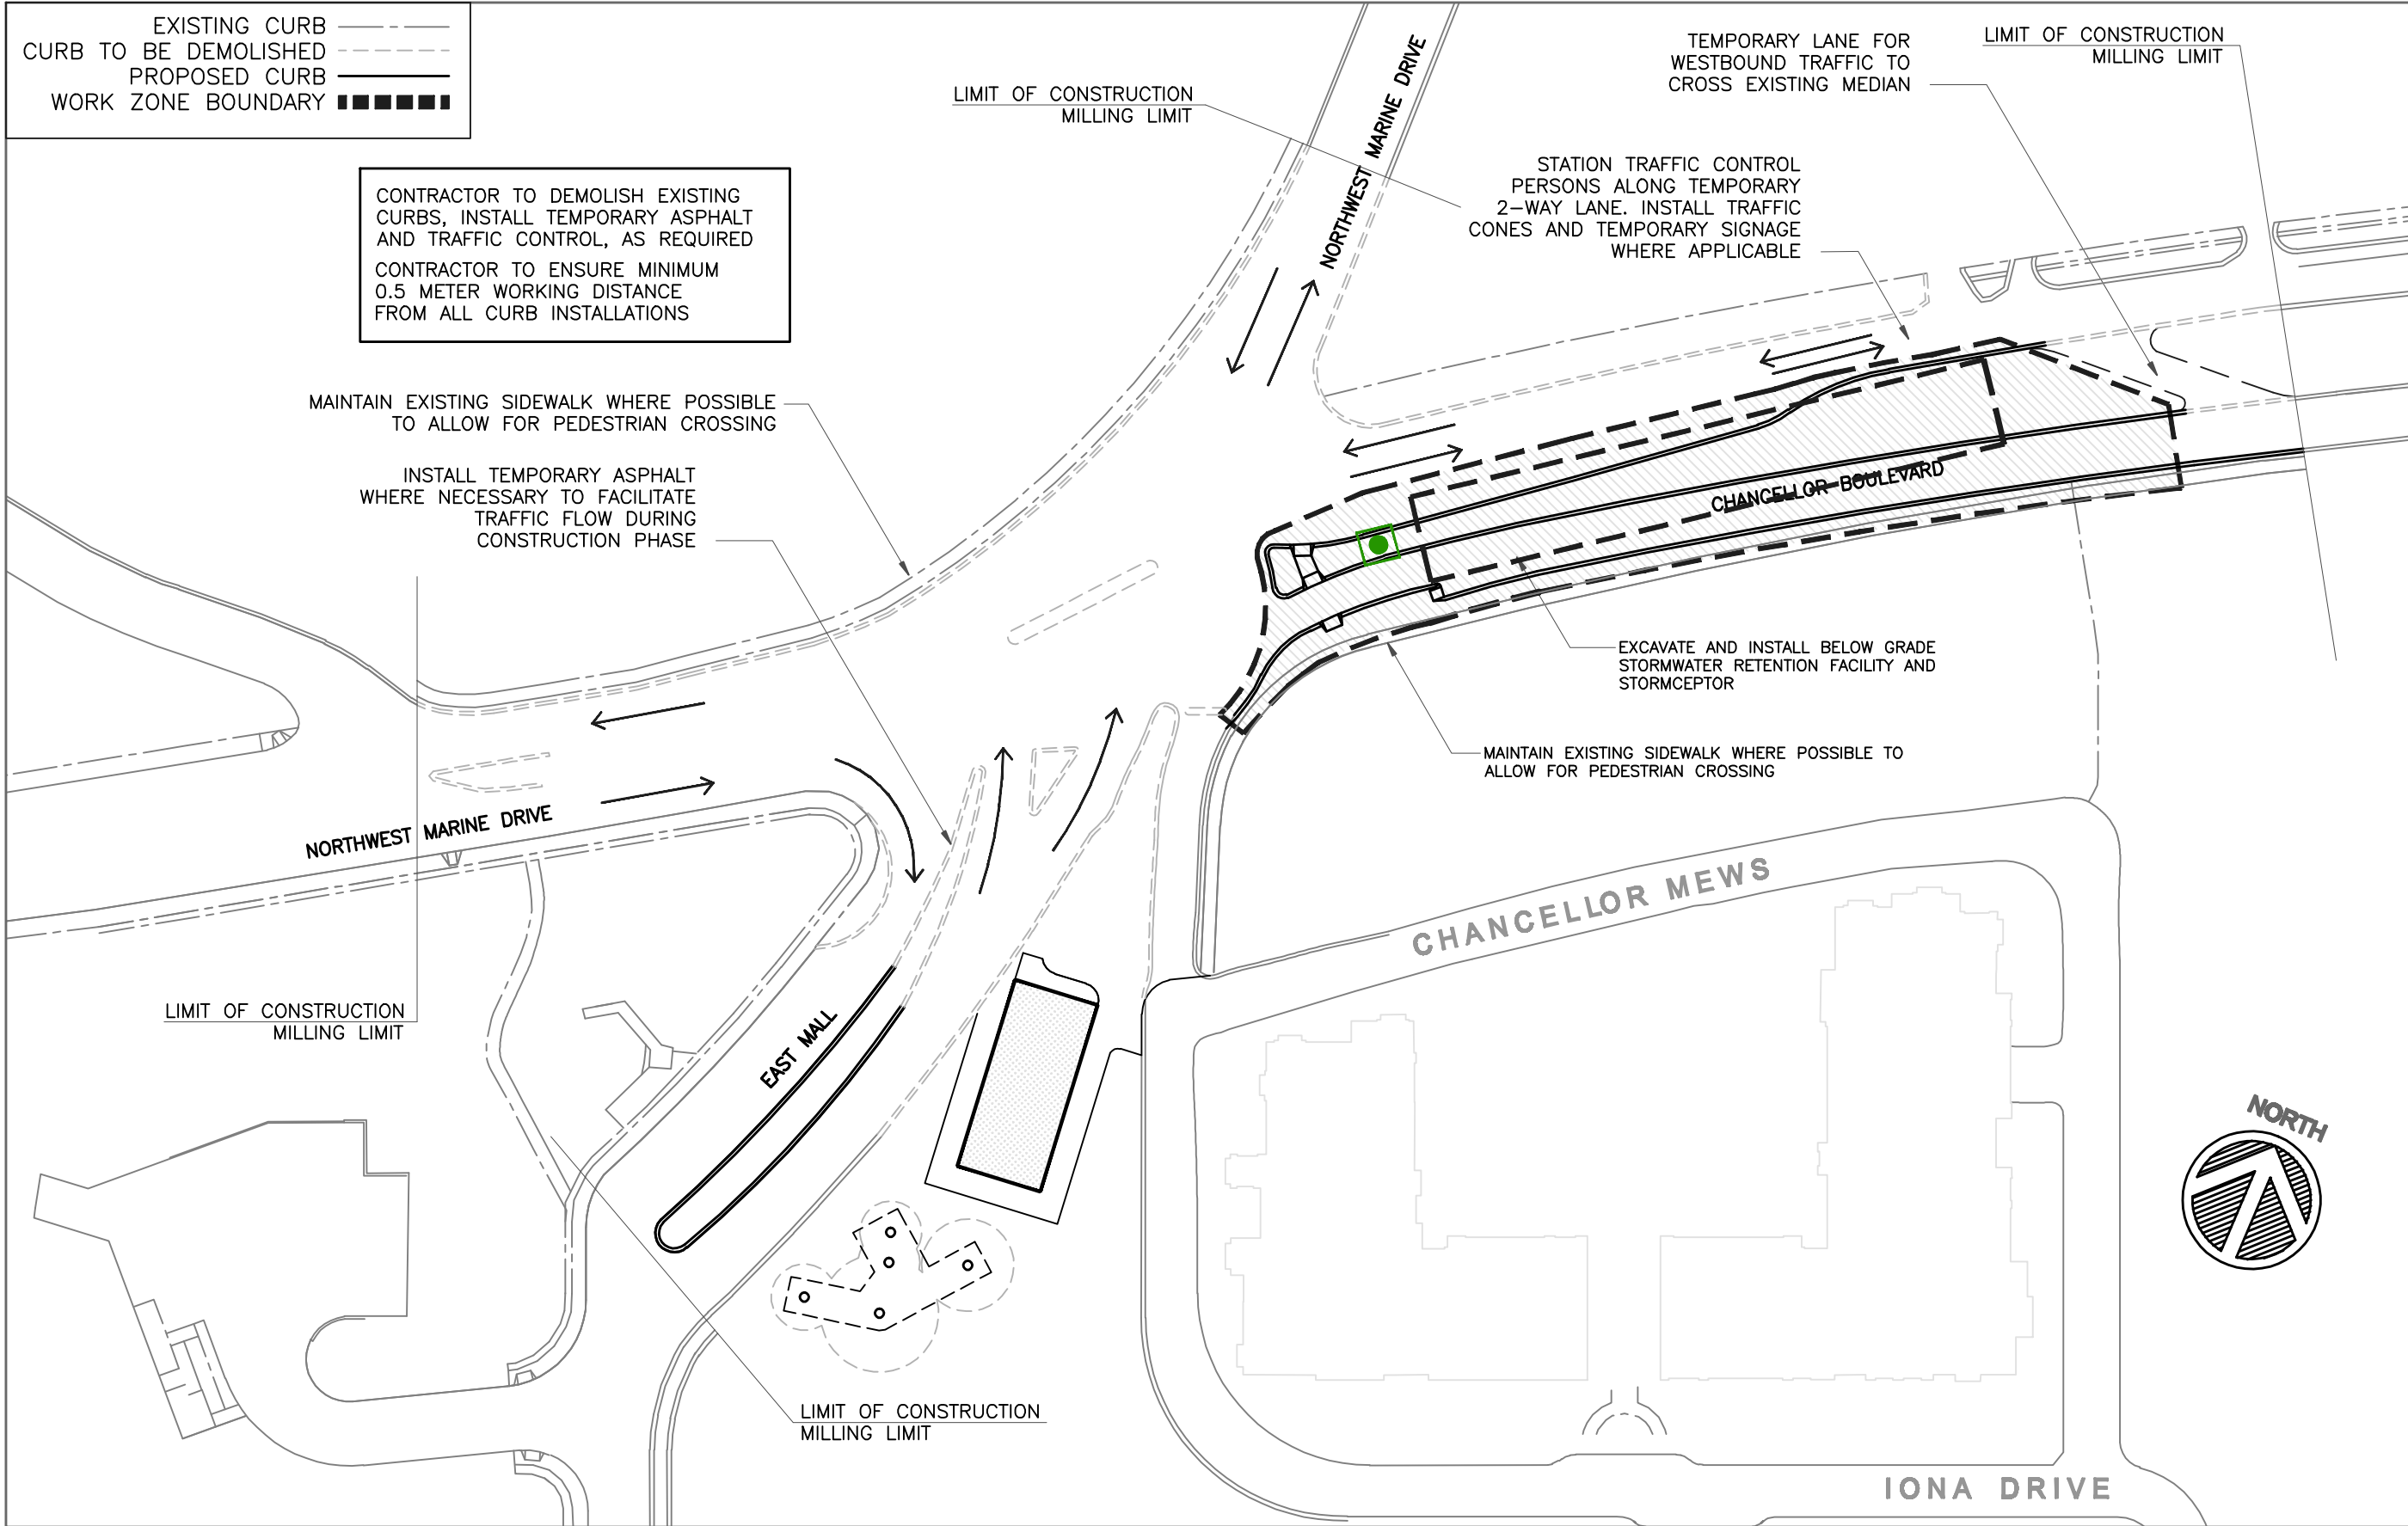 EXISTING CURB
CURB TO BE DEMOLISHED
PROPOSED CURB
WORK ZONE BOUNDARY
CONTRACTOR TO DEMOLISH EXISTING
CURBS, INSTALL TEMPORARY ASPHALT
AND TRAFFIC CONTROL, AS REQUIRED
CONTRACTOR TO ENSURE MINIMUM
0.5 METER WORKING DISTANCE
FROM ALL CURB INSTALLATIONS
LIMIT OF CONSTRUCTION
MILLING LIMIT
NORTHWEST MARINE DRIVE
TEMPORARY LANE FOR
WESTBOUND TRAFFIC TO
CROSS EXISTING MEDIAN
LIMIT OF CONSTRUCTION
MILLING LIMIT
STATION TRAFFIC CONTROL
PERSONS ALONG TEMPORARY
2-WAY LANE. INSTALL TRAFFIC
CONES AND TEMPORARY SIGNAGE
WHERE APPLICABLE
MAINTAIN EXISTING SIDEWALK WHERE POSSIBLE
TO ALLOW FOR PEDESTRIAN CROSSING
INSTALL TEMPORARY ASPHALT
WHERE NECESSARY TO FACILITATE
TRAFFIC FLOW DURING
CONSTRUCTION PHASE
CHANCELLOR BOULEVARD
EXCAVATE AND INSTALL BELOW GRADE
STORMWATER RETENTION FACILITY AND
STORMCEPTOR
MAINTAIN EXISTING SIDEWALK WHERE POSSIBLE TO
ALLOW FOR PEDESTRIAN CROSSING
NORTHWEST MARINE DRIVE
CHANCELLOR MEWS
LIMIT OF CONSTRUCTION
MILLING LIMIT
EAST MALL
NORTH
LIMIT OF CONSTRUCTION
MILLING LIMIT
IONA DRIVE